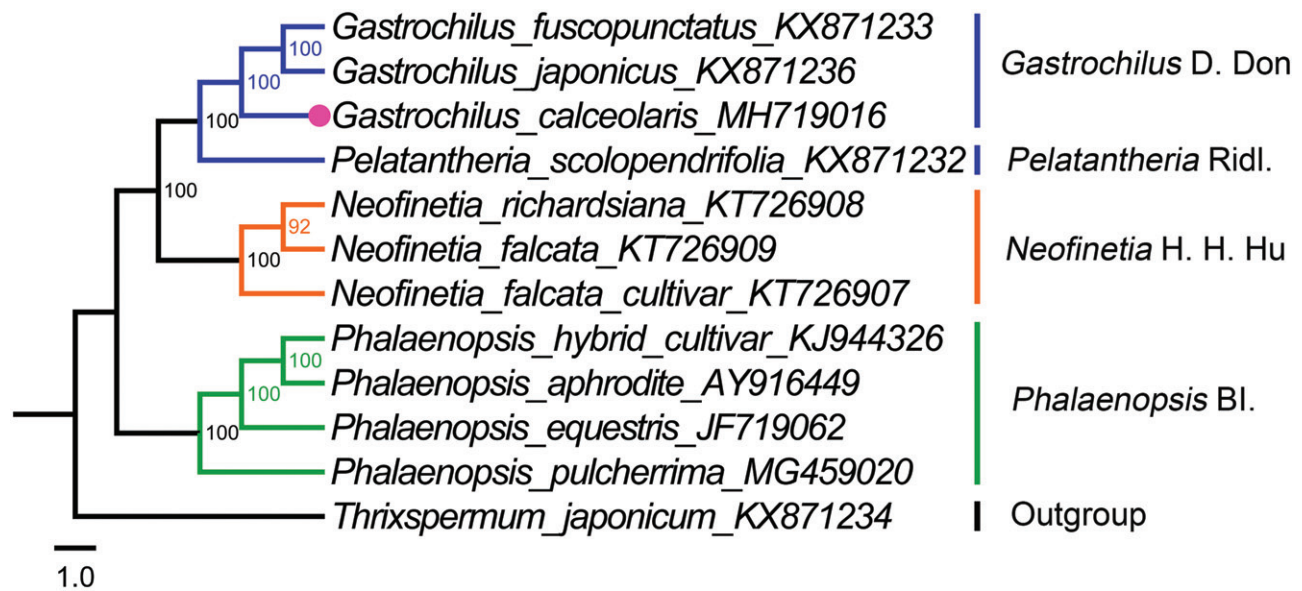 Gastrochilus_fuscopunctatus_KX871233
100
Gastrochilus_japonicus_KX871236
Gastrochilus D. Don
100
Gastrochilus_calceolaris_MH719016
100
Pelatantheria_scolopendrifolia_KX871232
Pelatantheria Ridl.
100
Neofinetia_richardsiana_KT726908
92
Neofinetia_falcata_KT726909
Neofinetia H. H. Hu
100
Neofinetia_falcata_cultivar_KT726907
Phalaenopsis_hybrid_cultivar_KJ944326
100
Phalaenopsis_aphrodite_AY916449
100
Phalaenopsis Bl.
Phalaenopsis_equestris_JF719062
100
Phalaenopsis_pulcherrima_MG459020
Thrixspermum_japonicum_KX871234
Outgroup
1.0